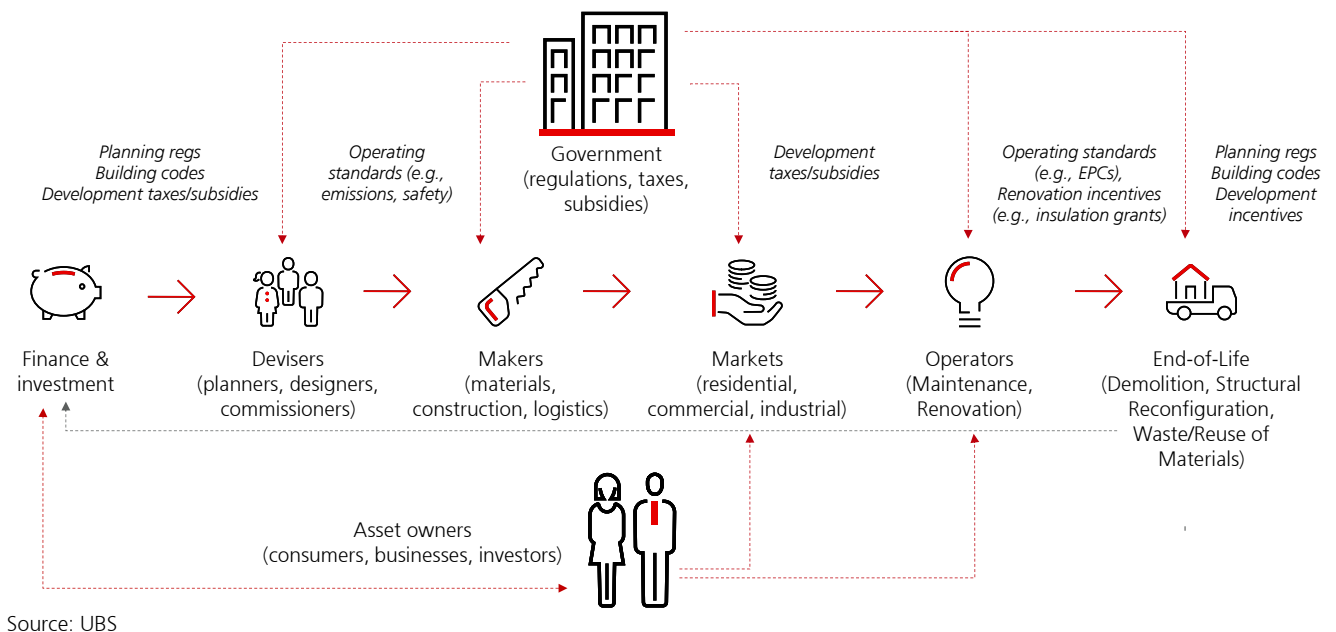 Planning regs
Building codes
Development taxes/subsidies
Operating
standards (e.g.,
emissions, safety)
Government
(regulations, taxes,
subsidies)
Development
taxes/subsidies
Operating standards
(e.g., EPCs),
Renovation incentives
(e.g., insulation grants)
Planning regs
Building codes
Development
incentives
Finance &
investment
Devisers
(planners, designers,
commissioners)
Makers
(materials,
construction, logistics)
Markets
(residential,
commercial, industrial)
Operators
(Maintenance,
Renovation)
End-of-Life
(Demolition, Structural
Reconfiguration,
Waste/Reuse of
Materials)
Asset owners
(consumers, businesses, investors)
Source: UBS